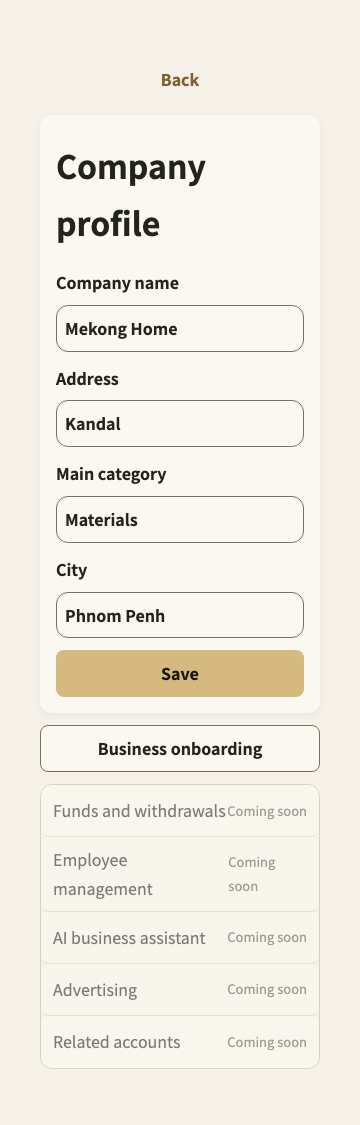 Back
Company
profile
Company name
Mekong Home
Address
Kandal
Main category
Materials
City
Phnom Penh
Save
Business onboarding
Funds and withdrawals Coming soon
Employee
management
Coming
soon
AI business assistant Coming soon
Advertising Coming soon
Related accounts Coming soon